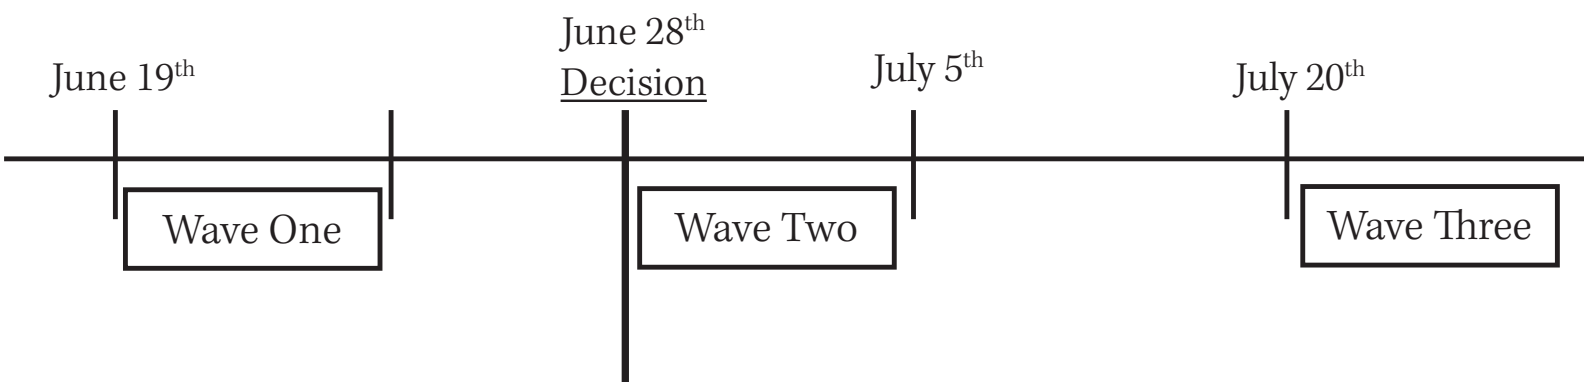 June 19th
June 28th
Decision
July 5th
July 20th
Wave One
Wave Two
Wave Three